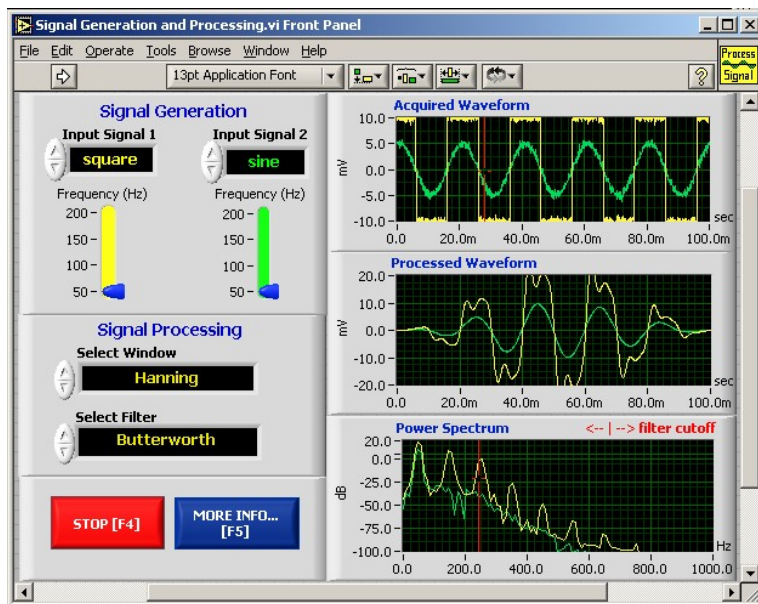 Signal Generation and Processing.vi Front Panel
File Edit Operate Tools Browse Window Help
13pt Application Font
?
Process
Signal
Signal Generation
Input Signal 1
square
Input Signal 2
sine
Frequency (Hz)
200
150
100
50
Frequency (Hz)
200
150
100
50
Signal Processing
Select Window
Hanning
Select Filter
Butterworth
STOP [F4]
MORE INFO...
[F5]
Acquired Waveform
10.0
5.0
0.0
-5.0
-10.0
mV
sec
0.0 20.0m 40.0m 60.0m 80.0m 100.0m
Processed Waveform
20.0
10.0
0.0
-10.0
-20.0
mV
sec
0.0 20.0m 40.0m 60.0m 80.0m 100.0m
Power Spectrum
<-- | --> filter cutoff
20.0
0.0
-25.0
-50.0
-75.0
-100.0
dB
Hz
0.0 200.0 400.0 600.0 800.0 1000.0